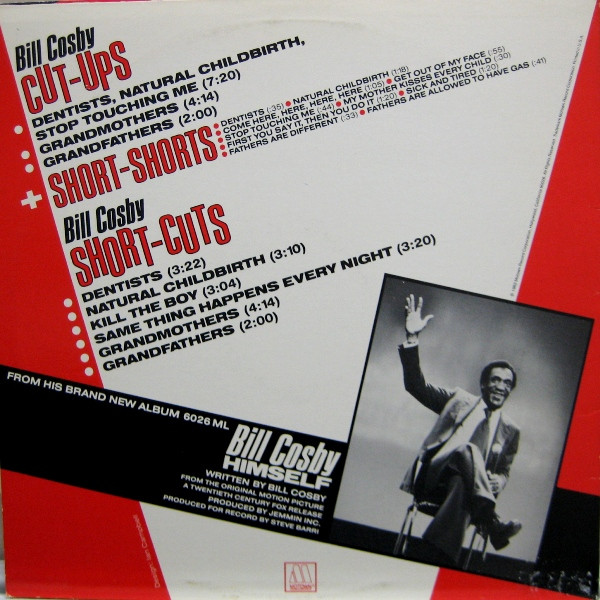 Bill Cosby
CUT-UPS
DENTISTS, NATURAL CHILDBIRTH,
STOP TOUCHING ME (7:20)
GRANDMOTHERS (4:14)
GRANDFATHERS (2:00)
+ SHORT-SHORTS
DENTISTS (:35) • NATURAL CHILDBIRTH (1:18)
COME HERE, HERE, HERE, HERE (1:05) • GET OUT OF MY FACE (:55)
STOP TOUCHING ME (:44) • MY MOTHER KISSES EVERY CHILD (:30)
FIRST YOU SAY IT, THEN YOU DO IT (1:20) • SICK AND TIRED (1:20)
FATHERS ARE DIFFERENT (:33) • FATHERS ARE ALLOWED TO HAVE GAS (:41)
Bill Cosby
SHORT-CUTS
DENTISTS (3:22)
NATURAL CHILDBIRTH (3:10)
KILL THE BOY (3:04)
SAME THING HAPPENS EVERY NIGHT (3:20)
GRANDMOTHERS (4:14)
GRANDFATHERS (2:00)
FROM HIS BRAND NEW ALBUM 6026 ML
Bill Cosby
HIMSELF
WRITTEN BY BILL COSBY
FROM THE ORIGINAL MOTION PICTURE
A TWENTIETH CENTURY FOX RELEASE
PRODUCED BY JEMMIN INC.
PRODUCED FOR RECORD BY STEVE BARRI
M
MOTOWN